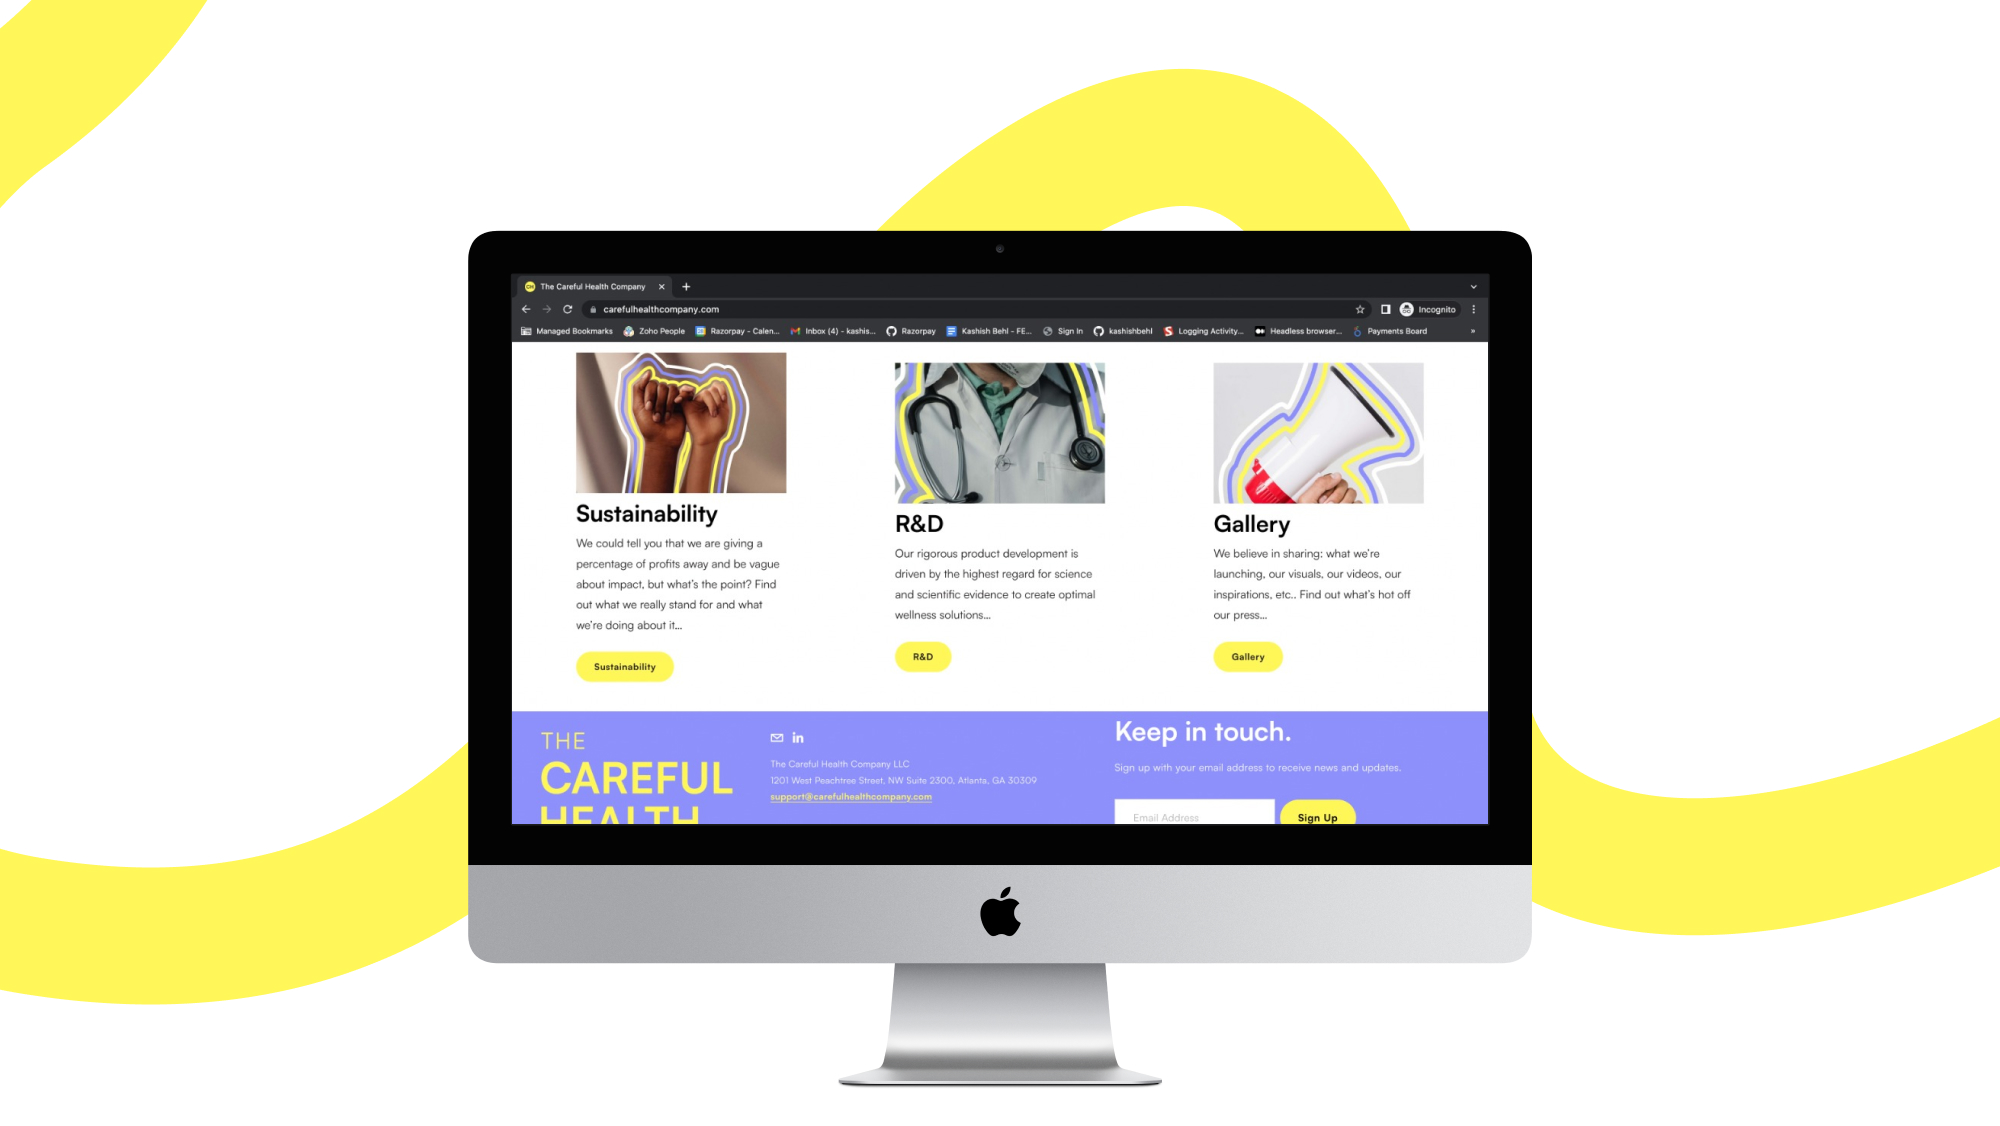 The Careful Health Company
carefulhealthcompany.com
Incognito
Managed Bookmarks Zoho People Razorpay - Calen... Inbox (4) - kashis... Razorpay Kashish Behl - FE... Sign In kashishbehl Logging Activity... Headless browser... Payments Board »
Sustainability
We could tell you that we are giving a
percentage of profits away and be vague
about impact, but what's the point? Find
out what we really stand for and what
we're doing about it...
Sustainability
R&D
Our rigorous product development is
driven by the highest regard for science
and scientific evidence to create optimal
wellness solutions...
R&D
Gallery
We believe in sharing: what we're
launching, our visuals, our videos, our
inspirations, etc.. Find out what's hot off
our press...
Gallery
THE
CAREFUL
HEALTH
in
The Careful Health Company LLC
1201 West Peachtree Street, NW Suite 2300, Atlanta, GA 30309
support@carefulhealthcompany.com
Keep in touch.
Sign up with your email address to receive news and updates.
Email Address
Sign Up